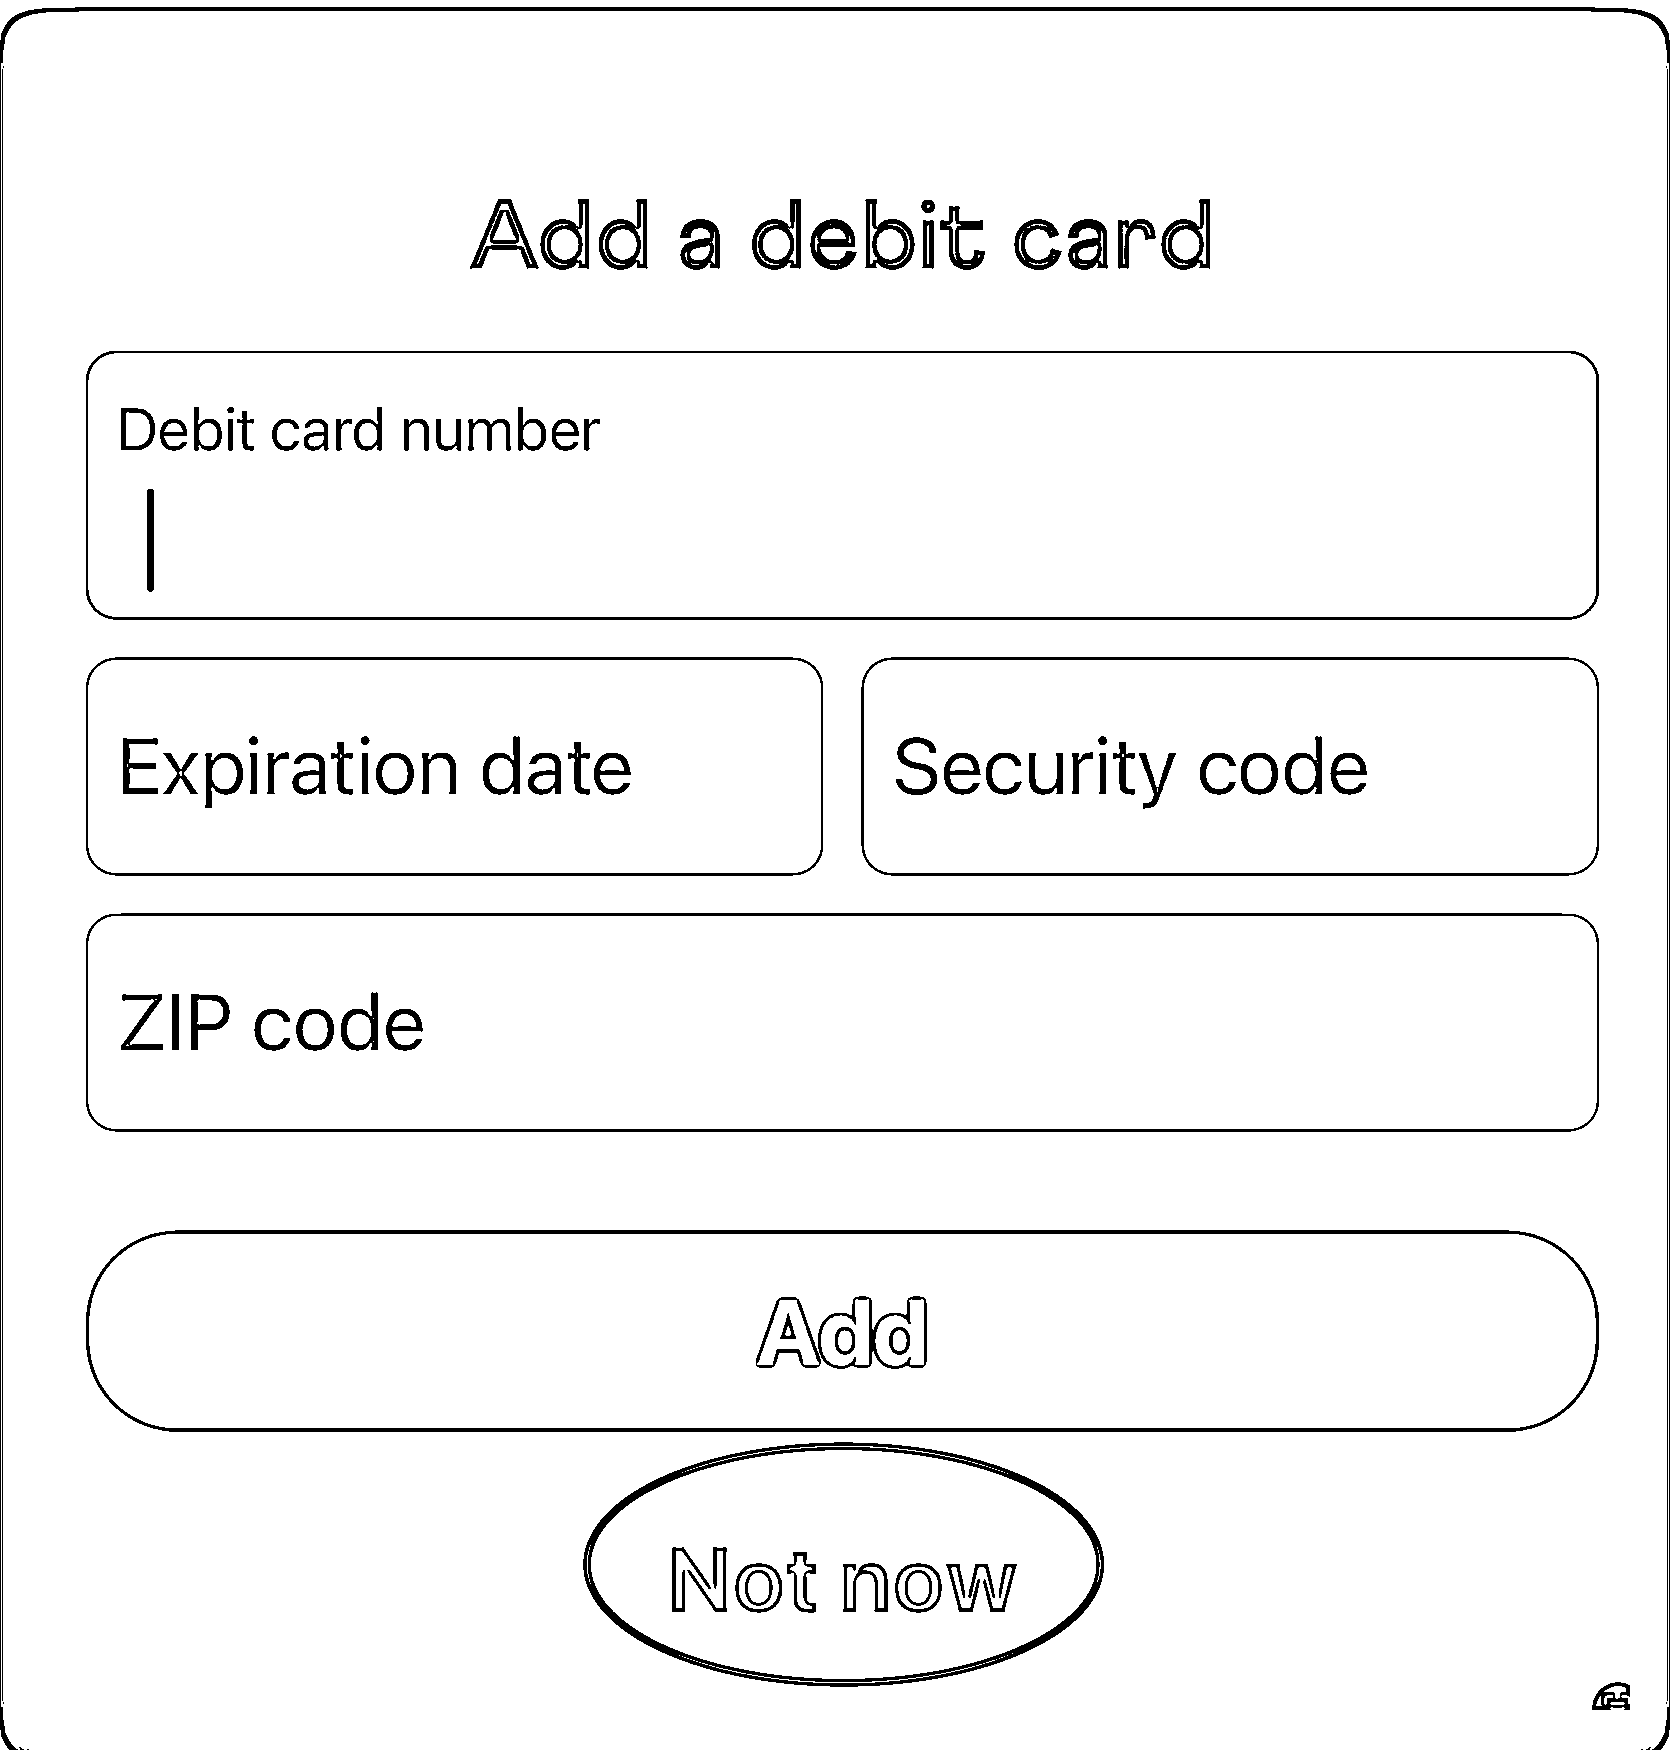 Add a debit card
Debit card number
Expiration date
Security code
ZIP code
Add
Not now